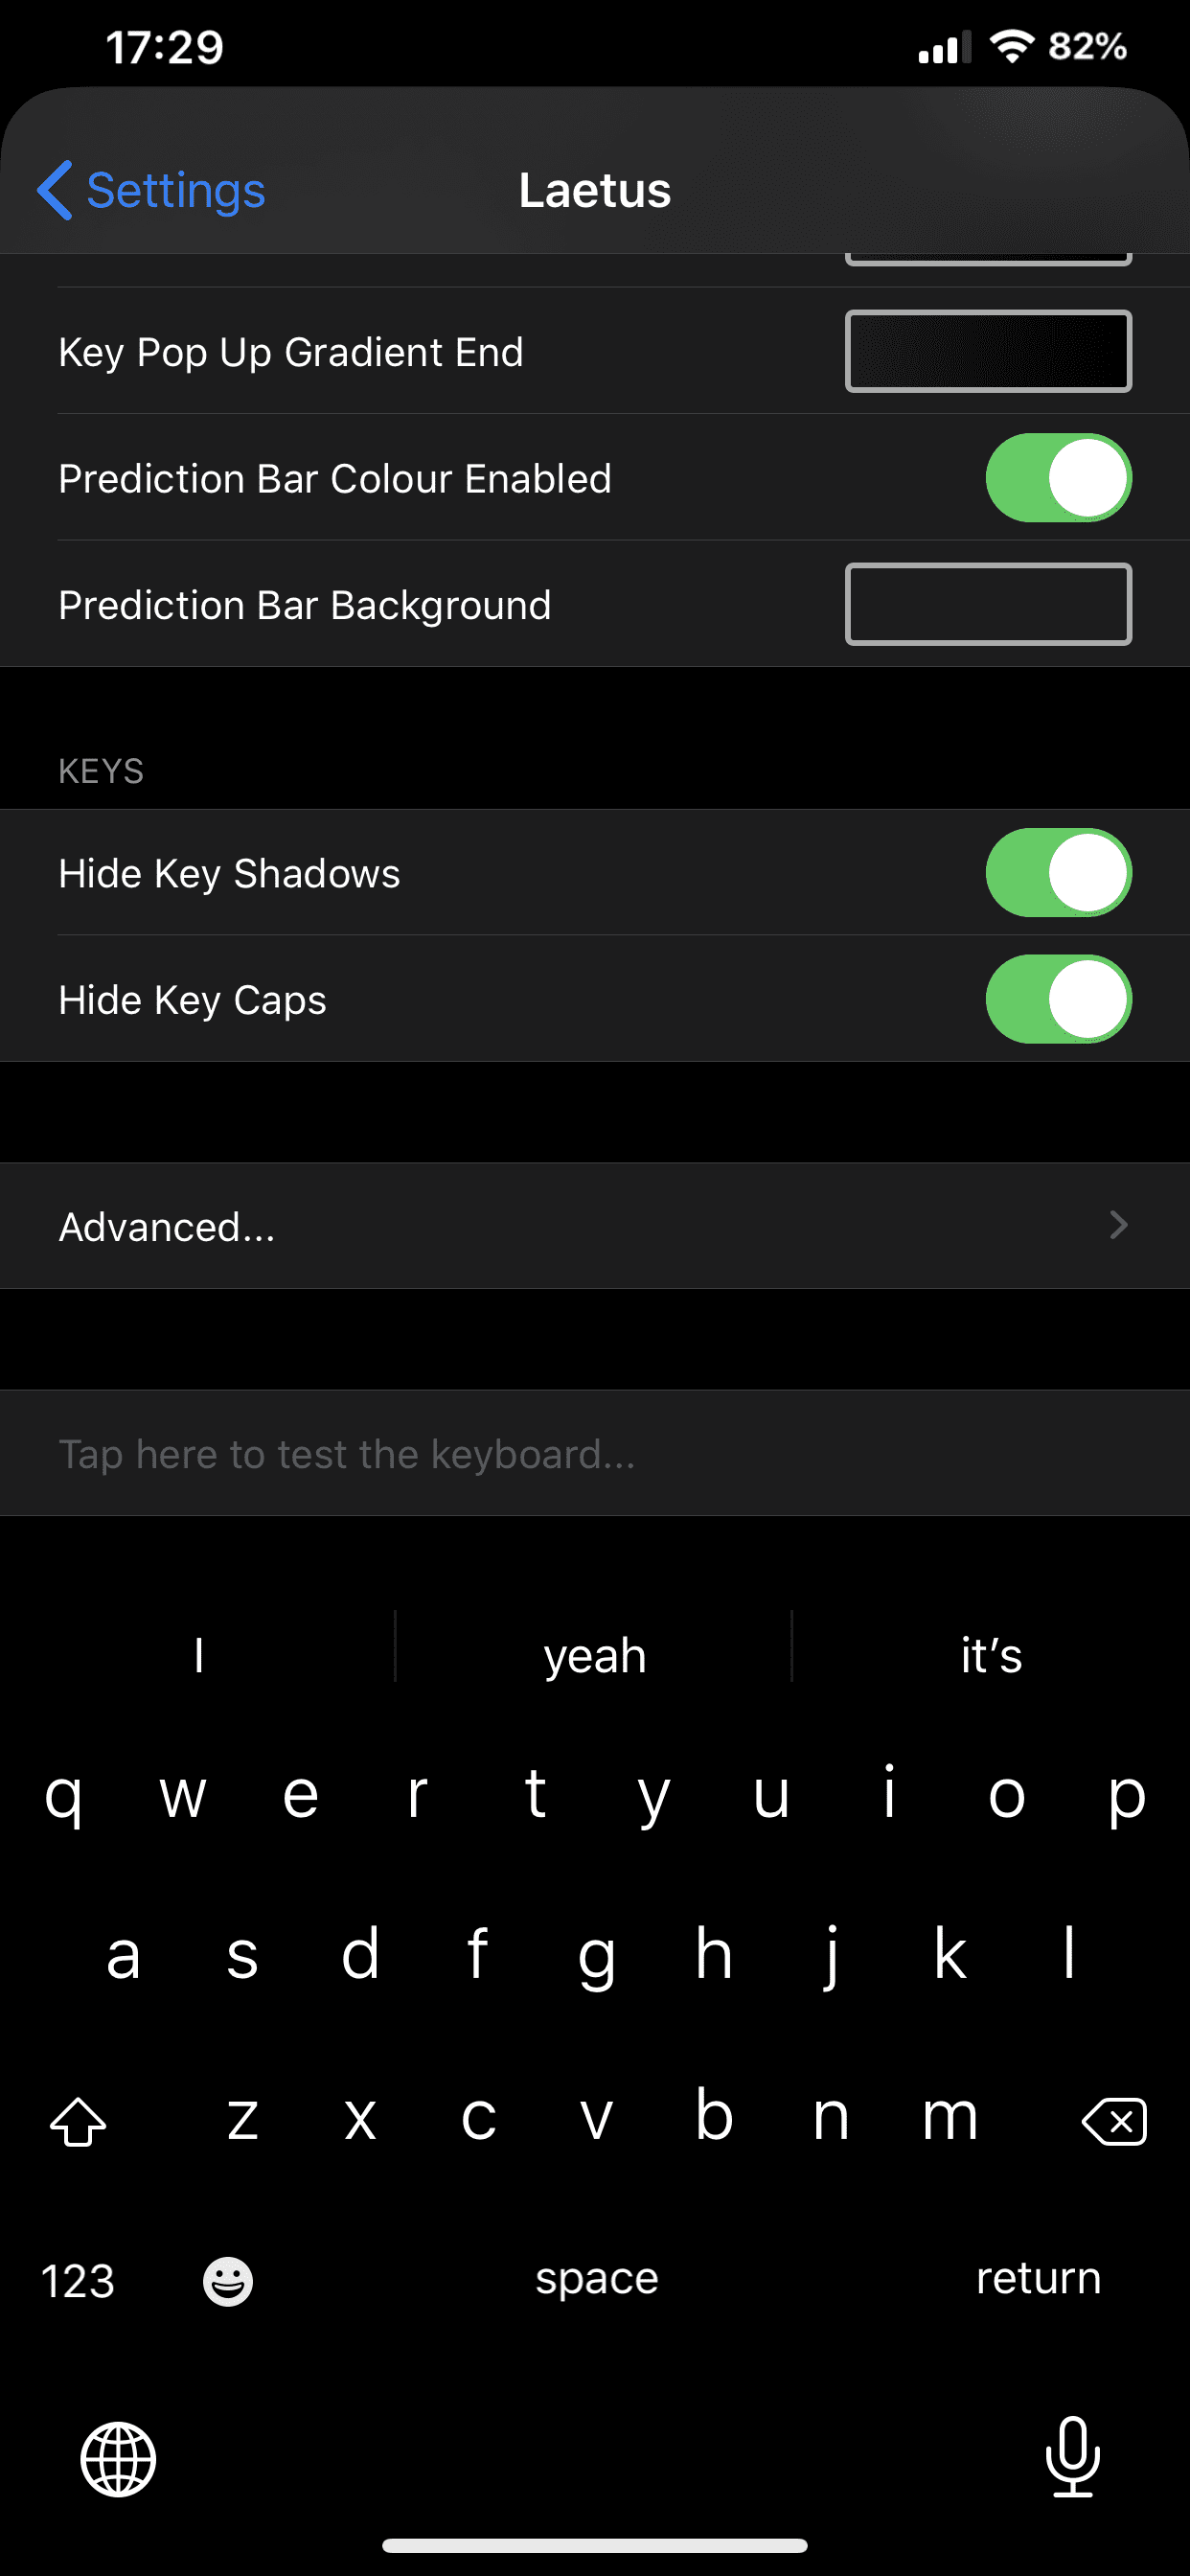 17:29 82%
Settings Laetus
Key Pop Up Gradient End
Prediction Bar Colour Enabled
Prediction Bar Background
KEYS
Hide Key Shadows
Hide Key Caps
Advanced...
Tap here to test the keyboard...
I yeah it’s
q w e r t y u i o p
a s d f g h j k l
z x c v b n m
123 space return